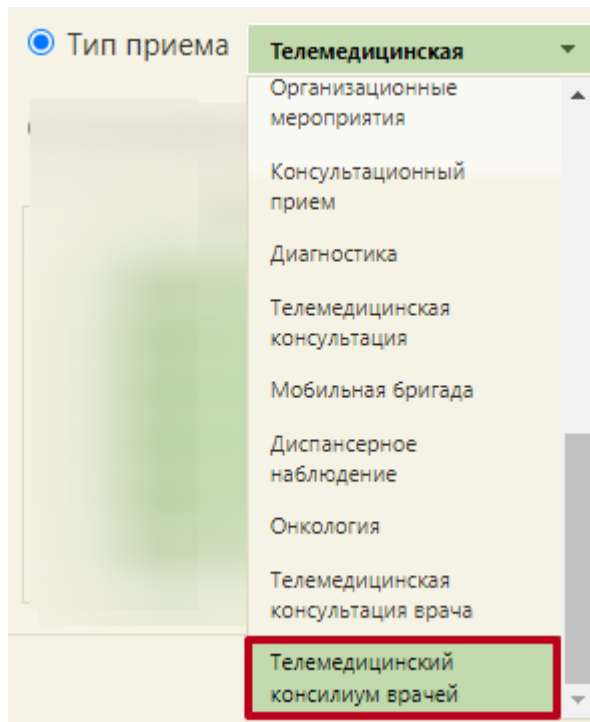 Тип приема
Телемедицинская
Организационные
мероприятия
Консультационный
прием
Диагностика
Телемедицинская
консультация
Мобильная бригада
Диспансерное
наблюдение
Онкология
Телемедицинская
консультация врача
Телемедицинский
консилиум врачей